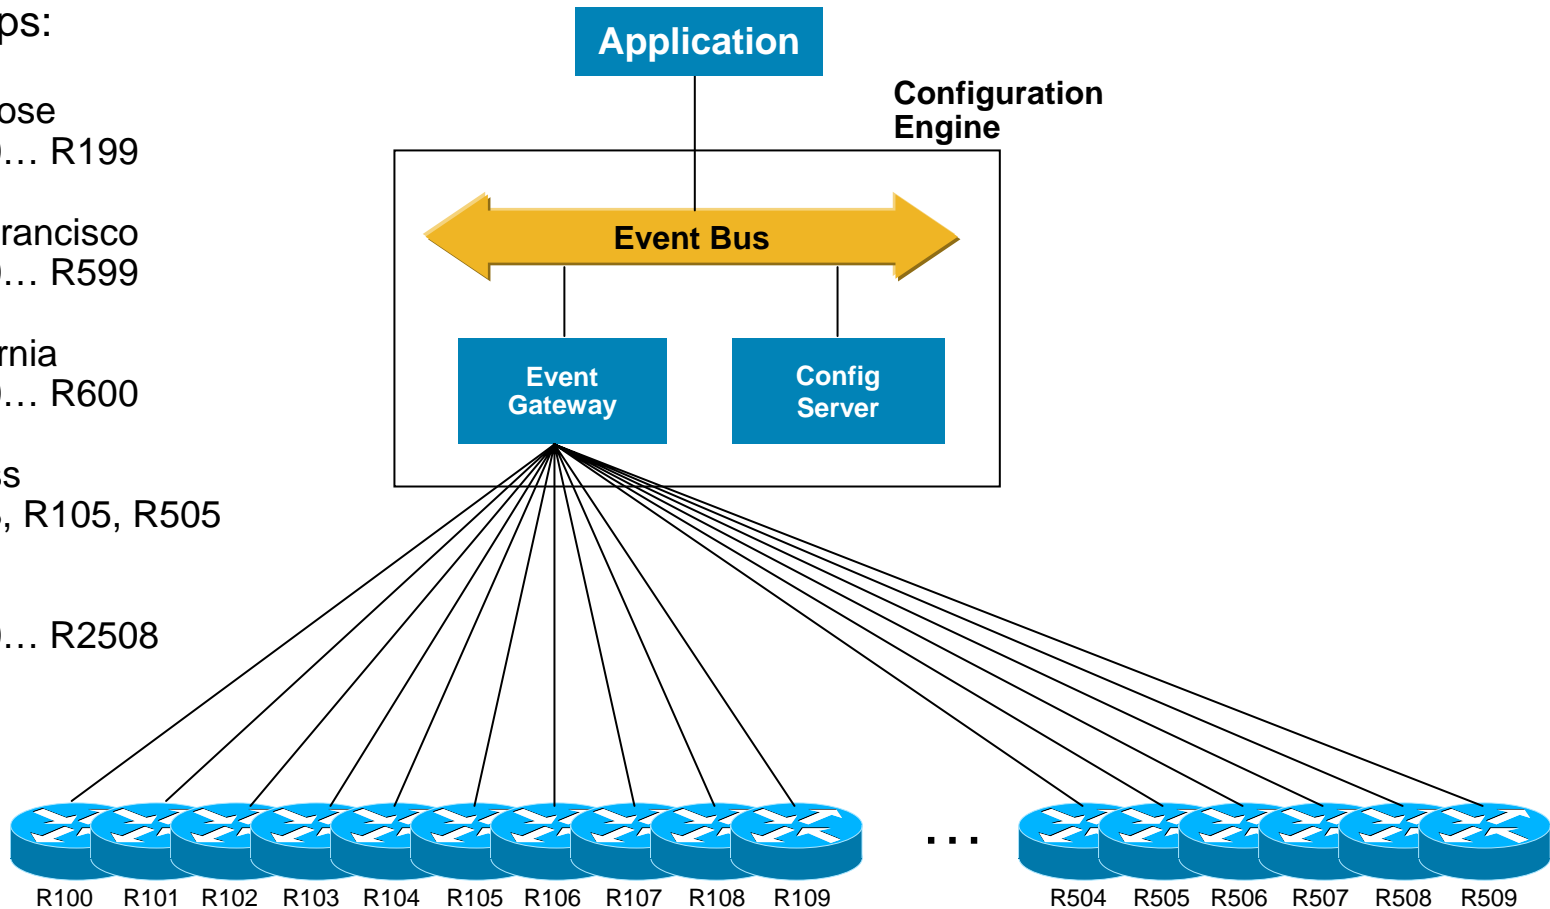 ps:
ose
… R199
rancisco
… R599
rnia
… R600
ss
, R105, R505
… R2508
Application
Configuration
Engine
Event Bus
Event
Gateway
Config
Server
...
R100 R101 R102 R103 R104 R105 R106 R107 R108 R109 R504 R505 R506 R507 R508 R509